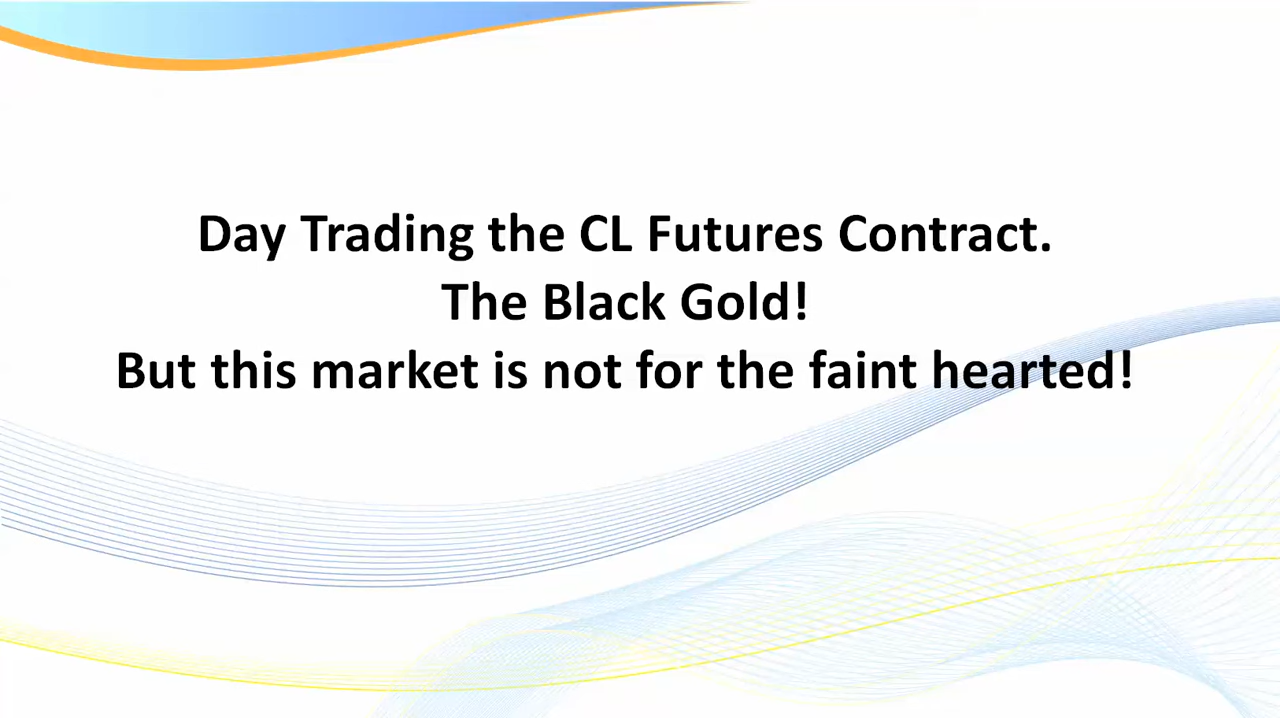 Day Trading the CL Futures Contract.
The Black Gold!
But this market is not for the faint hearted!